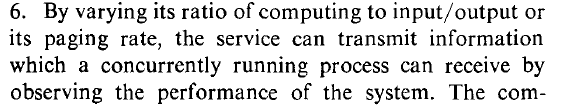 6. By varying its ratio of computing to input/output or
its paging rate, the service can transmit information
which a concurrently running process can receive by
observing the performance of the system. The com-